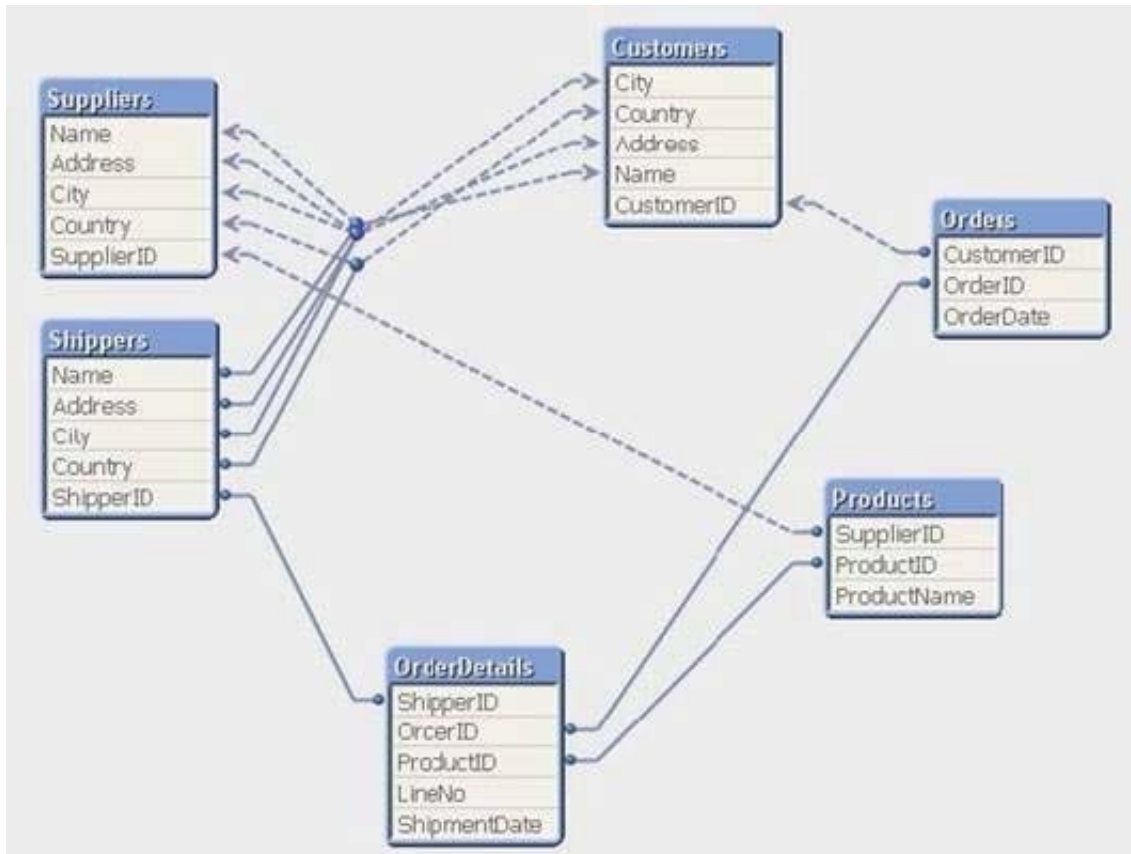 Suppliers
Name
Address
City
Country
SupplierID
Customers
City
Country
Address
Name
CustomerID
Orders
CustomerID
OrderID
OrderDate
Shippers
Name
Address
City
Country
ShipperID
Products
SupplierID
ProductID
ProductName
OrderDetails
ShipperID
OrcerID
ProductID
LineNo
ShipmentDate